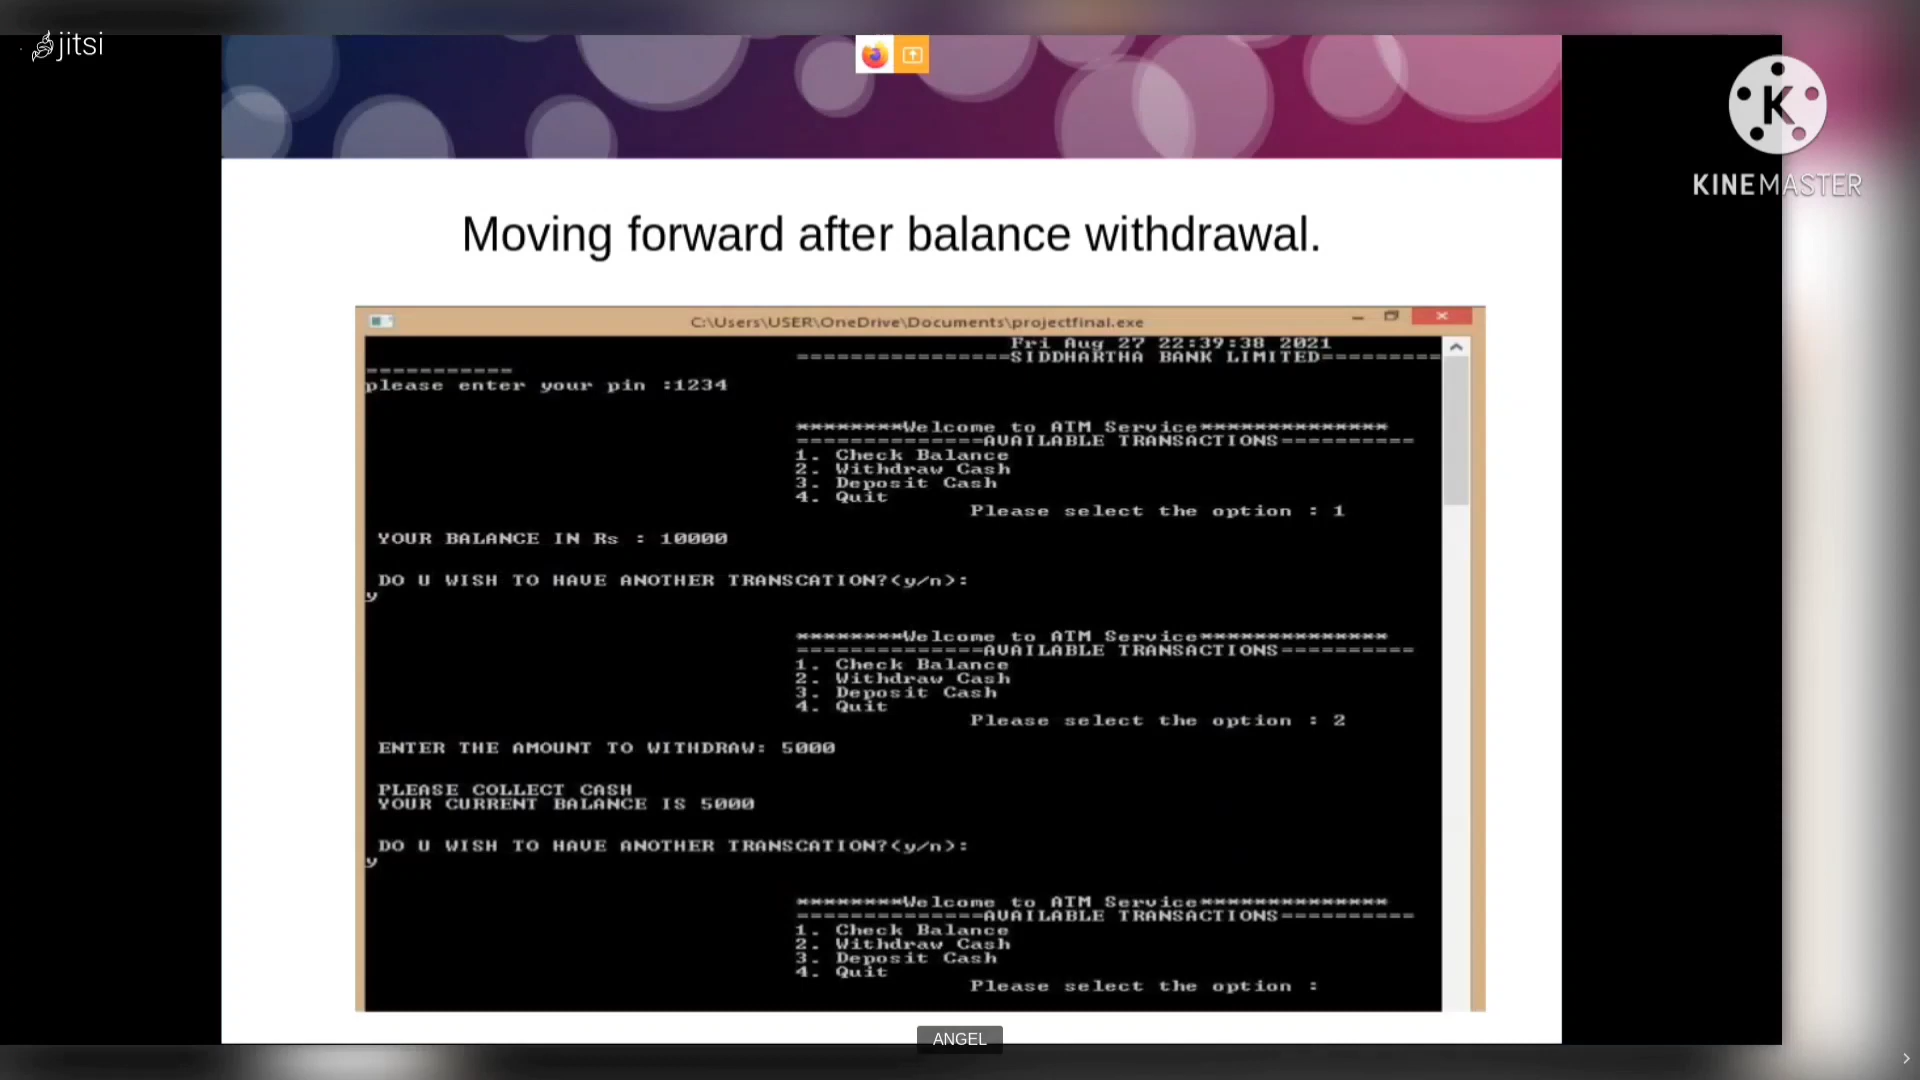 jitsi
K
KINEMASTER
Moving forward after balance withdrawal.
C:\Users\USER\OneDrive\Documents\projectfinal.exe
Fri Aug 27 22:39:38 2021
================SIDDHARTHA BANK LIMITED=========
===========
please enter your pin :1234
********Welcome to ATM Service**************
==============AVAILABLE TRANSACTIONS==========
1. Check Balance
2. Withdraw Cash
3. Deposit Cash
4. Quit
Please select the option : 1
YOUR BALANCE IN Rs : 10000
DO U WISH TO HAVE ANOTHER TRANSCATION?(y/n):
y
********Welcome to ATM Service**************
==============AVAILABLE TRANSACTIONS==========
1. Check Balance
2. Withdraw Cash
3. Deposit Cash
4. Quit
Please select the option : 2
ENTER THE AMOUNT TO WITHDRAW: 5000
PLEASE COLLECT CASH
YOUR CURRENT BALANCE IS 5000
DO U WISH TO HAVE ANOTHER TRANSCATION?(y/n):
y
********Welcome to ATM Service**************
==============AVAILABLE TRANSACTIONS==========
1. Check Balance
2. Withdraw Cash
3. Deposit Cash
4. Quit
Please select the option :
ANGEL